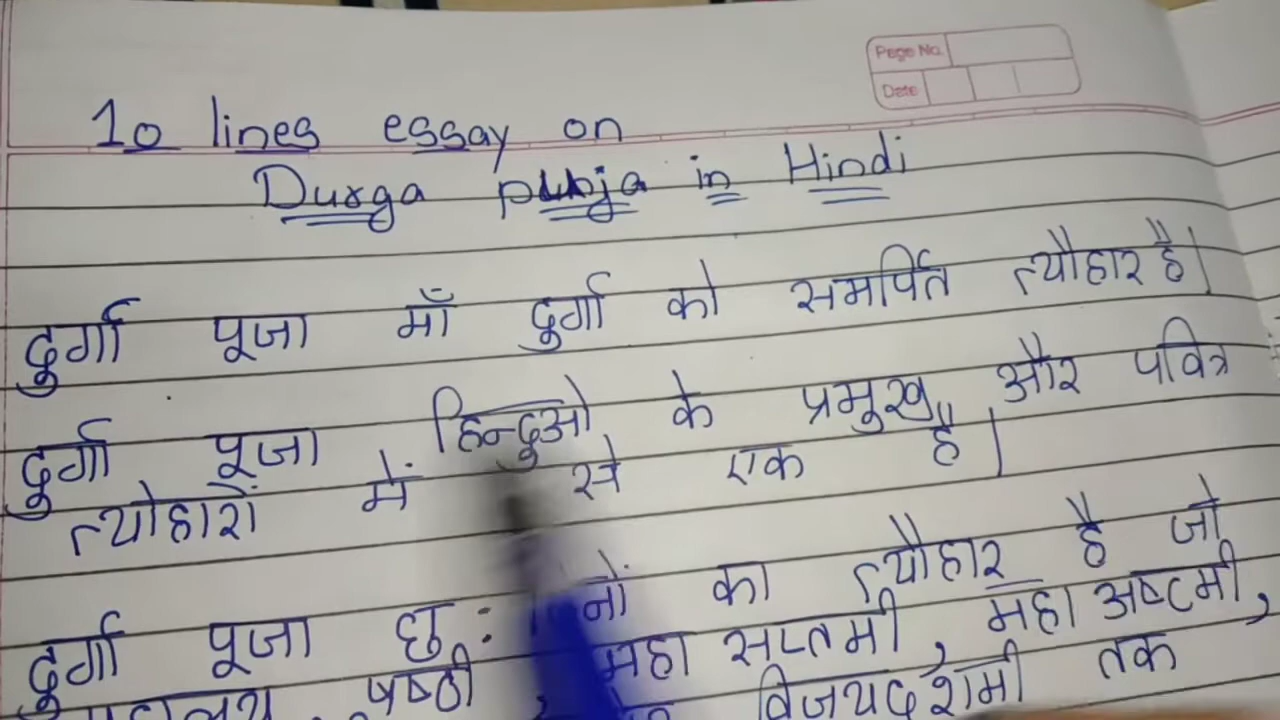 Page No.
Date
10 lines essay on
Durga puja in Hindi
दुर्गा पूजा माँ दुर्गा को समर्पित त्यौहार है।
दुर्गा पूजा हिन्दुओ के प्रमुख और पवित्र
त्योहारों में से एक है।
दुर्गा पूजा छ: का त्यौहार है जो
षष्ठी, महा सप्तमी, महा अष्टमी,
विजयदशमी तक